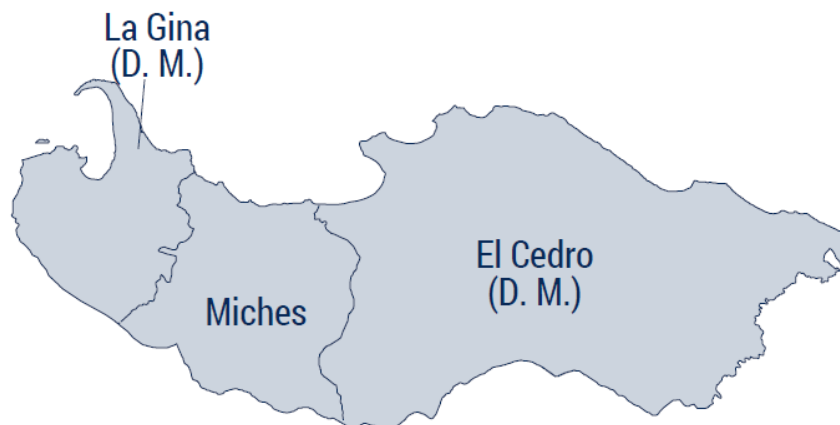 La Gina
(D. M.)
El Cedro
(D. M.)
Miches